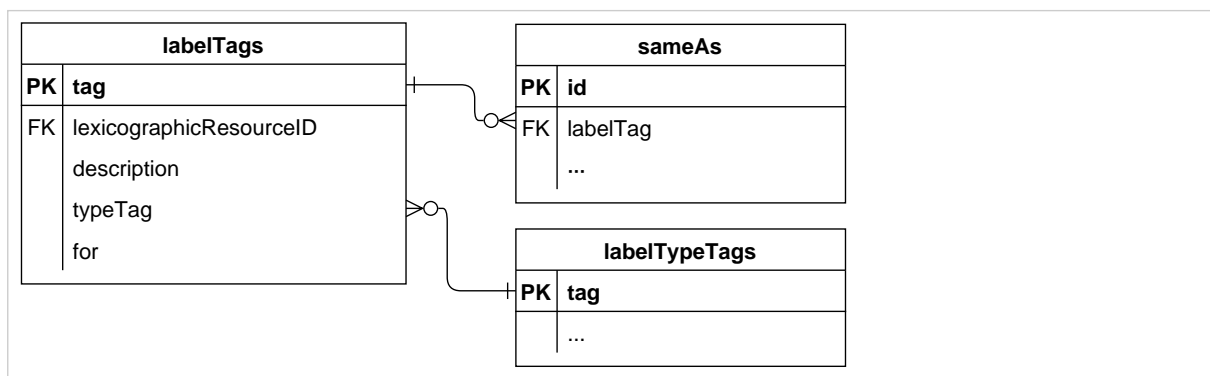 labelTags
PK tag
FK lexicographicResourceID
description
typeTag
for
sameAs
PK id
FK labelTag
...
labelTypeTags
PK tag
...